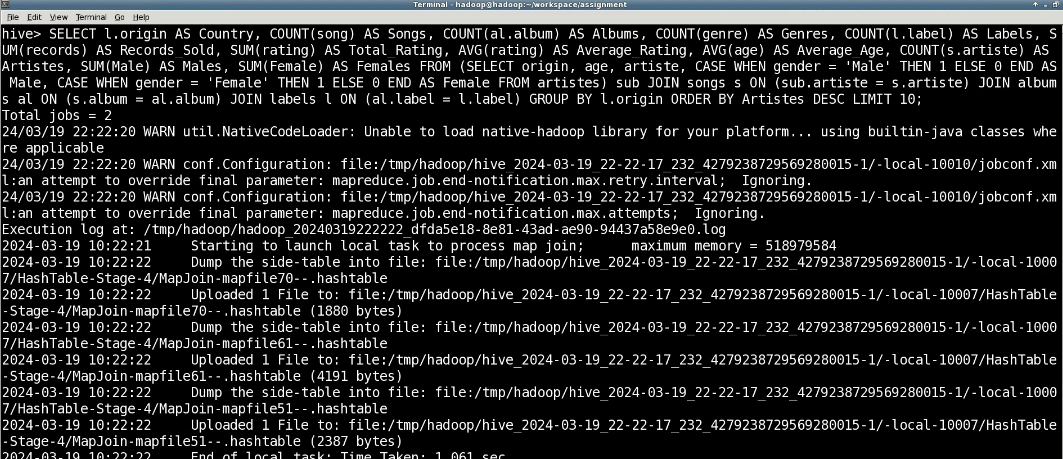 Terminal - hadoop@hadoop:~/workspace/assignment
File Edit View Terminal Go Help
hive> SELECT l.origin AS Country, COUNT(song) AS Songs, COUNT(al.album) AS Albums, COUNT(genre) AS Genres, COUNT(l.label) AS Labels, S
UM(records) AS Records_Sold, SUM(rating) AS Total_Rating, AVG(rating) AS Average_Rating, AVG(age) AS Average_Age, COUNT(s.artiste) AS
Artistes, SUM(Male) AS Males, SUM(Female) AS Females FROM (SELECT origin, age, artiste, CASE WHEN gender = 'Male' THEN 1 ELSE 0 END AS
Male, CASE WHEN gender = 'Female' THEN 1 ELSE 0 END AS Female FROM artistes) sub JOIN songs s ON (sub.artiste = s.artiste) JOIN album
s al ON (s.album = al.album) JOIN labels l ON (al.label = l.label) GROUP BY l.origin ORDER BY Artistes DESC LIMIT 10;
Total jobs = 2
24/03/19 22:22:20 WARN util.NativeCodeLoader: Unable to load native-hadoop library for your platform... using builtin-java classes whe
re applicable
24/03/19 22:22:20 WARN conf.Configuration: file:/tmp/hadoop/hive_2024-03-19_22-22-17_232_4279238729569280015-1/-local-10010/jobconf.xm
l:an attempt to override final parameter: mapreduce.job.end-notification.max.retry.interval;  Ignoring.
24/03/19 22:22:20 WARN conf.Configuration: file:/tmp/hadoop/hive_2024-03-19_22-22-17_232_4279238729569280015-1/-local-10010/jobconf.xm
l:an attempt to override final parameter: mapreduce.job.end-notification.max.attempts;  Ignoring.
Execution log at: /tmp/hadoop/hadoop_20240319222222_dfda5e18-8e81-43ad-ae90-94437a58e9e0.log
2024-03-19 10:22:21     Starting to launch local task to process map join;      maximum memory = 518979584
2024-03-19 10:22:22     Dump the side-table into file: file:/tmp/hadoop/hive_2024-03-19_22-22-17_232_4279238729569280015-1/-local-1000
7/HashTable-Stage-4/MapJoin-mapfile70--.hashtable
2024-03-19 10:22:22     Uploaded 1 File to: file:/tmp/hadoop/hive_2024-03-19_22-22-17_232_4279238729569280015-1/-local-10007/HashTable
-Stage-4/MapJoin-mapfile70--.hashtable (1880 bytes)
2024-03-19 10:22:22     Dump the side-table into file: file:/tmp/hadoop/hive_2024-03-19_22-22-17_232_4279238729569280015-1/-local-1000
7/HashTable-Stage-4/MapJoin-mapfile61--.hashtable
2024-03-19 10:22:22     Uploaded 1 File to: file:/tmp/hadoop/hive_2024-03-19_22-22-17_232_4279238729569280015-1/-local-10007/HashTable
-Stage-4/MapJoin-mapfile61--.hashtable (4191 bytes)
2024-03-19 10:22:22     Dump the side-table into file: file:/tmp/hadoop/hive_2024-03-19_22-22-17_232_4279238729569280015-1/-local-1000
7/HashTable-Stage-4/MapJoin-mapfile51--.hashtable
2024-03-19 10:22:22     Uploaded 1 File to: file:/tmp/hadoop/hive_2024-03-19_22-22-17_232_4279238729569280015-1/-local-10007/HashTable
-Stage-4/MapJoin-mapfile51--.hashtable (2387 bytes)
2024-03-19 10:22:22     End of local task; Time Taken: 1.061 sec.